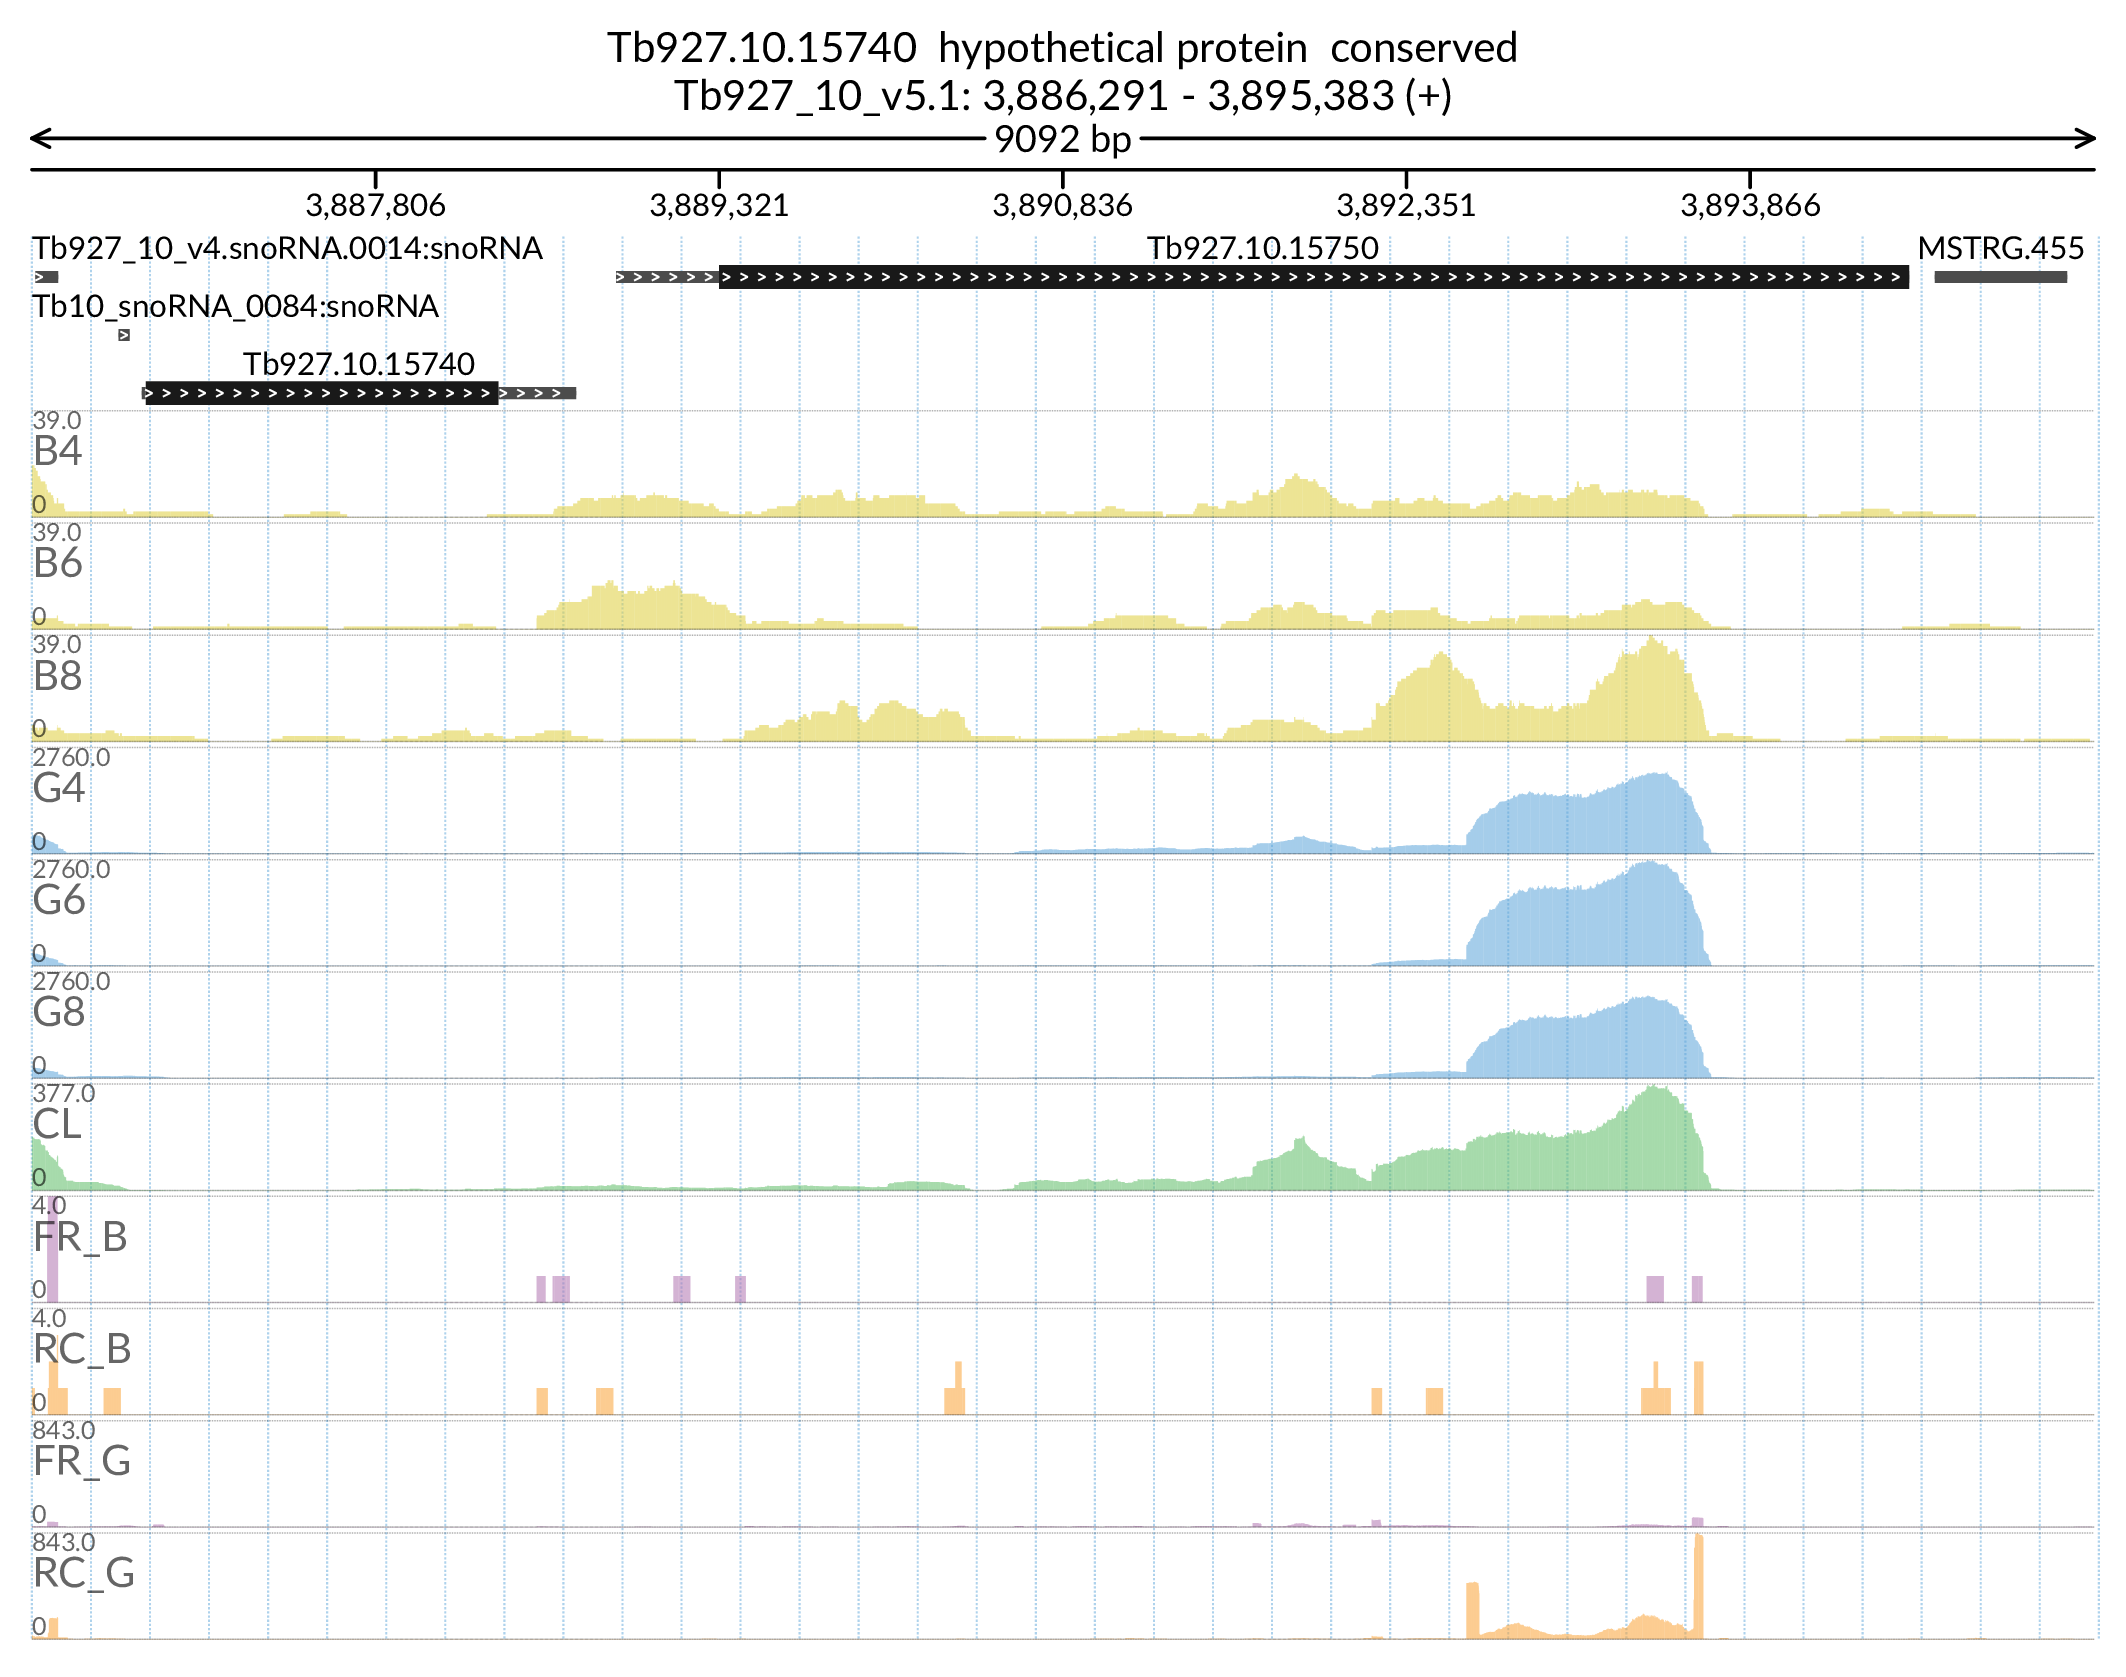 Tb927.10.15740  hypothetical protein  conserved
Tb927_10_v5.1: 3,886,291 - 3,895,383 (+)
9092 bp
3,887,806 3,889,321 3,890,836 3,892,351 3,893,866
Tb927_10_v4.snoRNA.0014:snoRNA Tb927.10.15750 MSTRG.455
Tb10_snoRNA_0084:snoRNA
Tb927.10.15740
39.0
B4
0
39.0
B6
0
39.0
B8
0
2760.0
G4
0
2760.0
G6
0
2760.0
G8
0
377.0
CL
0
4.0
FR_B
0
4.0
RC_B
0
843.0
FR_G
0
843.0
RC_G
0